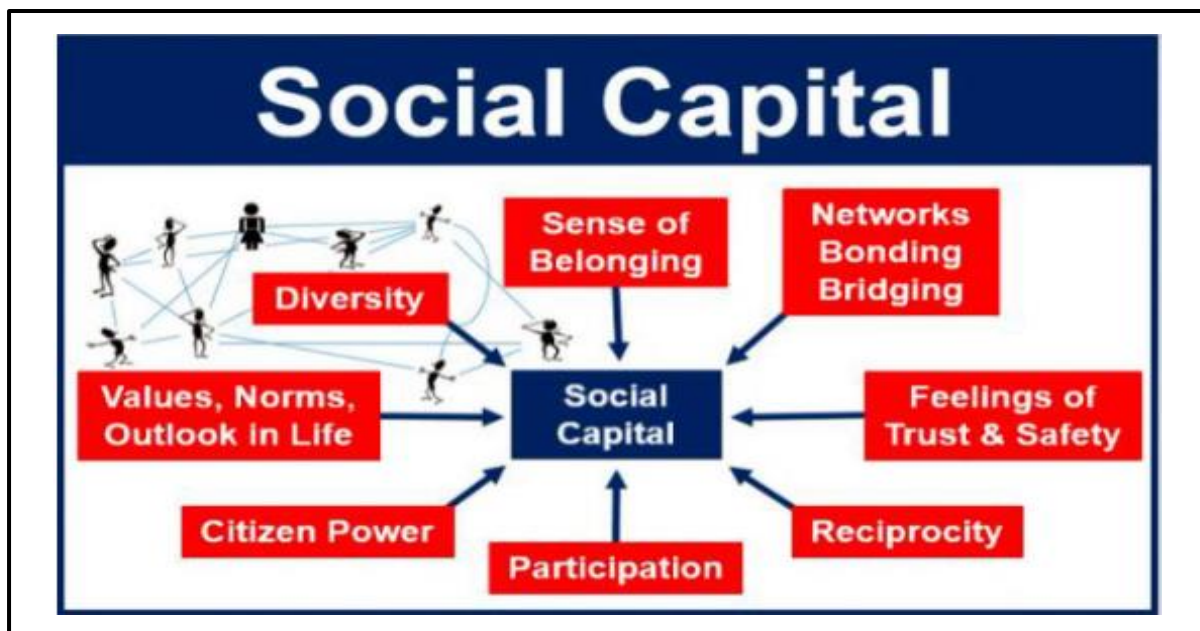 Social Capital
Sense of
Belonging
Networks
Bonding
Bridging
Diversity
Values, Norms,
Outlook in Life
Social
Capital
Feelings of
Trust & Safety
Citizen Power
Participation
Reciprocity